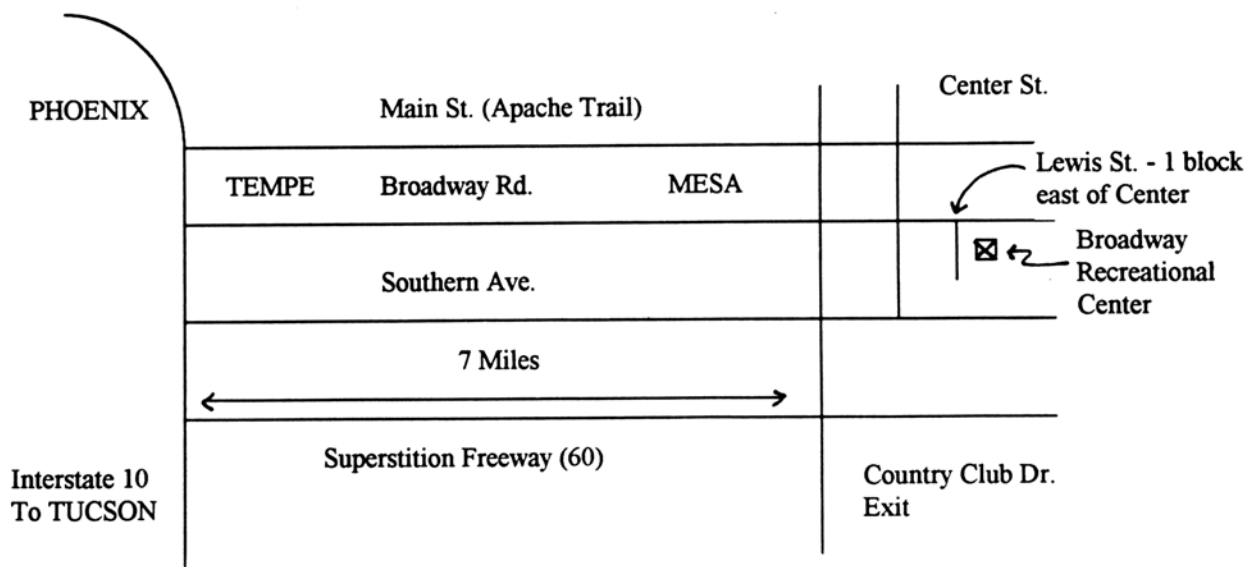 Center St.
PHOENIX
Main St. (Apache Trail)
Lewis St. - 1 block
east of Center
TEMPE
Broadway Rd.
MESA
Broadway
Recreational
Center
Southern Ave.
7 Miles
Superstition Freeway (60)
Interstate 10
To TUCSON
Country Club Dr.
Exit